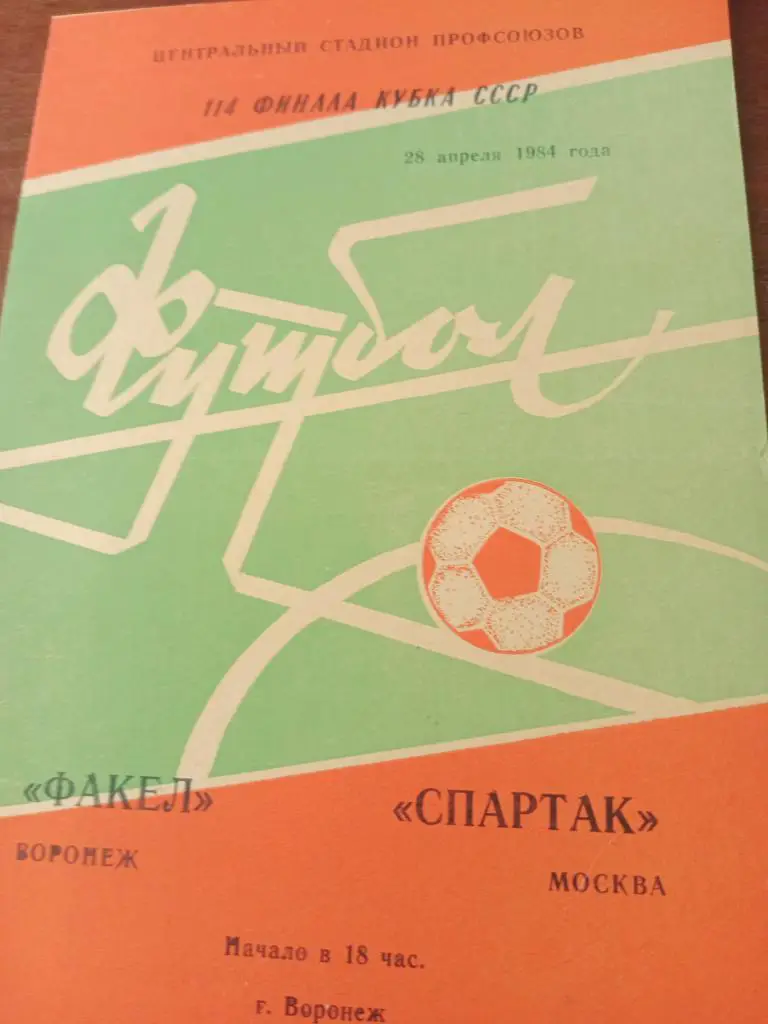 ЦЕНТРАЛЬНЫЙ СТАДИОН ПРОФСОЮЗОВ
1/4 ФИНАЛА КУБКА СССР
28 апреля 1984 года
Футбол
«ФАКЕЛ» «СПАРТАК»
ВОРОНЕЖ МОСКВА
Начало в 18 час.
г. Воронеж